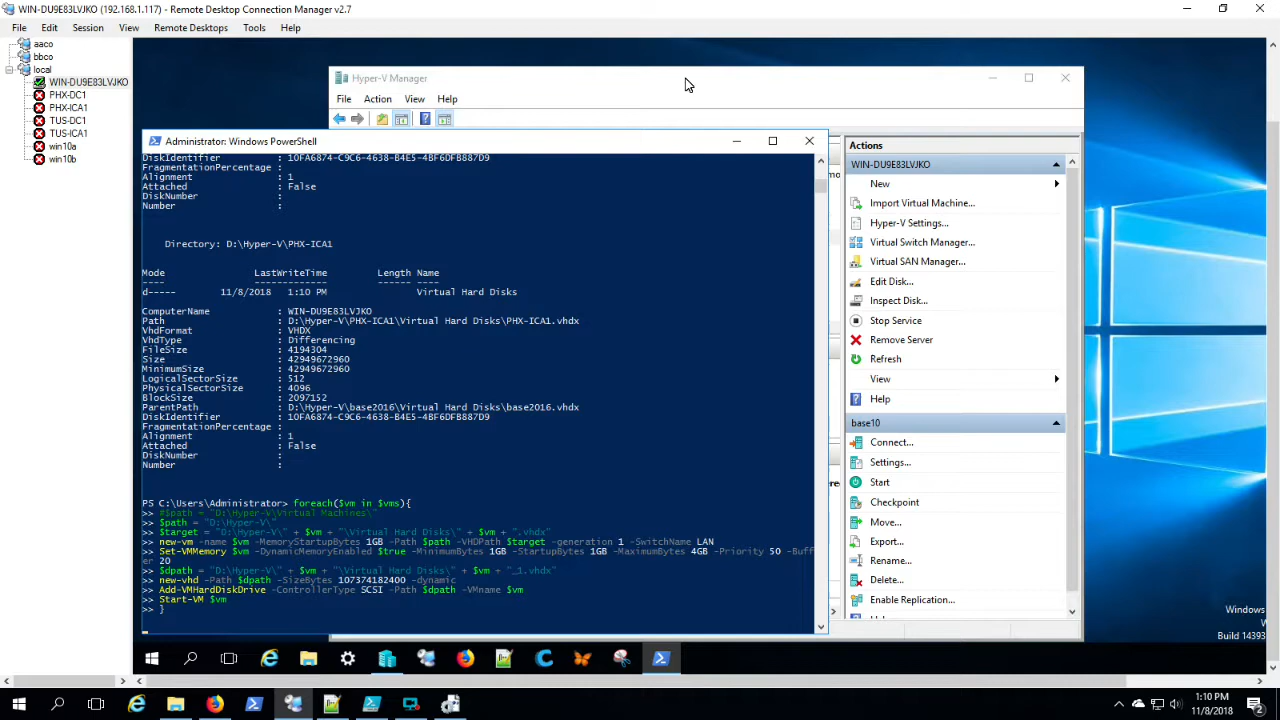 WIN-DU9E83LVJKO (192.168.1.117) - Remote Desktop Connection Manager v2.7
File Edit Session View Remote Desktops Tools Help
aaco
bbco
local
WIN-DU9E83LVJKO
PHX-DC1
PHX-ICA1
TUS-DC1
TUS-ICA1
win10a
win10b
Hyper-V Manager
File Action View Help
Administrator: Windows PowerShell
DiskIdentifier : 10FA6874-C9C6-4638-B4E5-4BF6DFB887D9
FragmentationPercentage :
Alignment : 1
Attached : False
DiskNumber :
Number :
Directory: D:\Hyper-V\PHX-ICA1
Mode LastWriteTime Length Name
---- ------------- ------ ----
d----- 11/8/2018 1:10 PM Virtual Hard Disks
ComputerName : WIN-DU9E83LVJKO
Path : D:\Hyper-V\PHX-ICA1\Virtual Hard Disks\PHX-ICA1.vhdx
VhdFormat : VHDX
VhdType : Differencing
FileSize : 4194304
Size : 42949672960
MinimumSize : 42949672960
LogicalSectorSize : 512
PhysicalSectorSize : 4096
BlockSize : 2097152
ParentPath : D:\Hyper-V\base2016\Virtual Hard Disks\base2016.vhdx
DiskIdentifier : 10FA6874-C9C6-4638-B4E5-4BF6DFB887D9
FragmentationPercentage :
Alignment : 1
Attached : False
DiskNumber :
Number :
PS C:\Users\Administrator> foreach($vm in $vms){
>> #$path = "D:\Hyper-V\Virtual Machines\"
>> $path = "D:\Hyper-V\"
>> $target = "D:\Hyper-V\" + $vm + "\Virtual Hard Disks\" + $vm + ".vhdx"
>> new-vm -name $vm -MemoryStartupBytes 1GB -Path $path -VHDPath $target -generation 1 -SwitchName LAN
>> Set-VMMemory $vm -DynamicMemoryEnabled $true -MinimumBytes 1GB -StartupBytes 1GB -MaximumBytes 4GB -Priority 50 -Buff
er 20
>> $dpath = "D:\Hyper-V\" + $vm + "\Virtual Hard Disks\" + $vm + "_1.vhdx"
>> new-vhd -Path $dpath -SizeBytes 107374182400 -dynamic
>> Add-VMHardDiskDrive -ControllerType SCSI -Path $dpath -VMname $vm
>> Start-VM $vm
>> }
Actions
WIN-DU9E83LVJKO
New
Import Virtual Machine...
Hyper-V Settings...
Virtual Switch Manager...
Virtual SAN Manager...
Edit Disk...
Inspect Disk...
Stop Service
Remove Server
Refresh
View
Help
base10
Connect...
Settings...
Start
Checkpoint
Move...
Export...
Rename...
Delete...
Enable Replication...
Windows
Build 14393
1:10 PM
11/8/2018
2